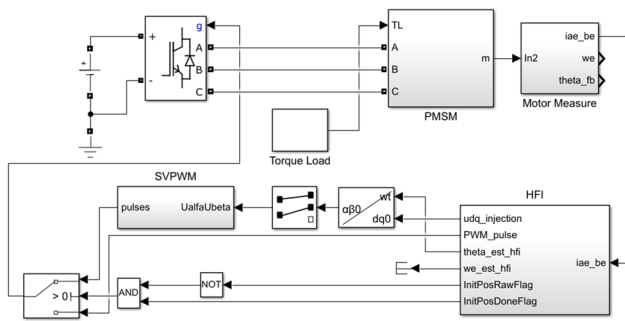 g
+
-
A
B
C
+
TL
A
B
C
m
PMSM
In2
iae_be
we
theta_fb
Motor Measure
Torque Load
SVPWM
pulses
UalfaUbeta
αβ0
wt
dq0
HFI
udq_injection
PWM_pulse
theta_est_hfi
we_est_hfi
InitPosRawFlag
InitPosDoneFlag
iae_be
> 0
AND
NOT